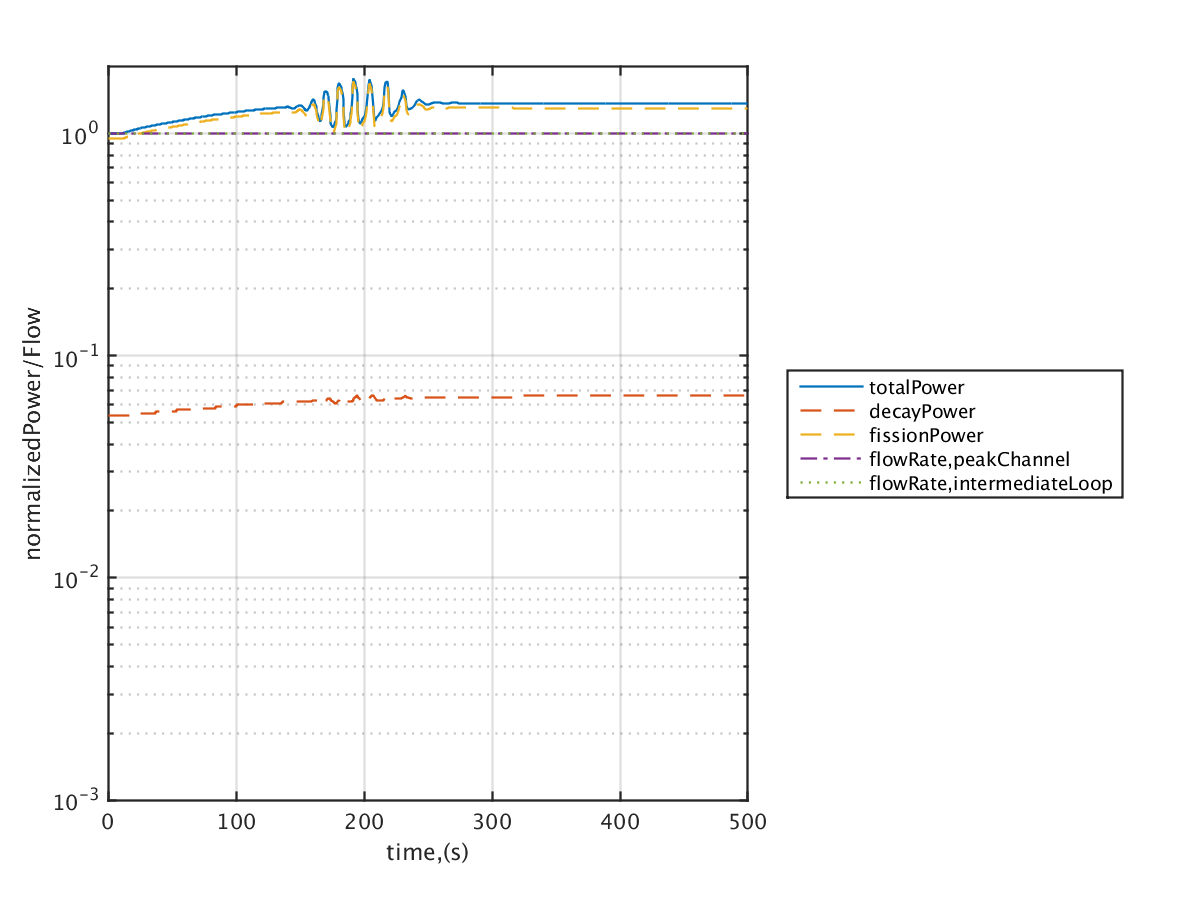 10^0
10^-1
10^-2
10^-3
normalizedPower/Flow
0 100 200 300 400 500
time,(s)
totalPower
decayPower
fissionPower
flowRate,peakChannel
flowRate,intermediateLoop